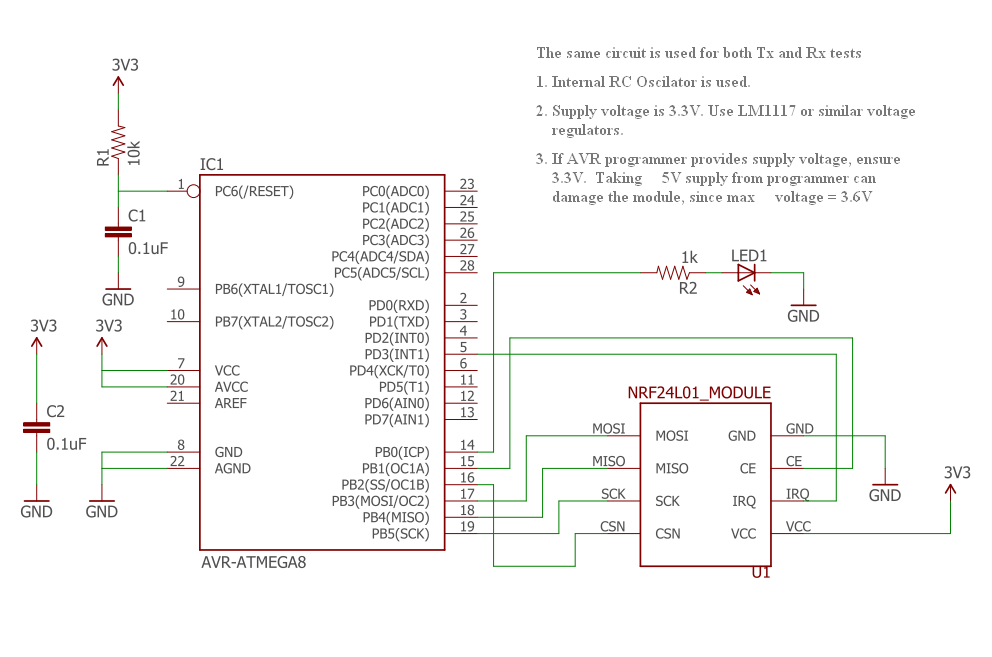 The same circuit is used for both Tx and Rx tests
1. Internal RC Oscilator is used.
2. Supply voltage is 3.3V. Use LM1117 or similar voltage
regulators.
3. If AVR programmer provides supply voltage, ensure
3.3V. Taking 5V supply from programmer can
damage the module, since max voltage = 3.6V
3V3
R1
10k
IC1
1
PC6(/RESET)
C1
0.1uF
GND
9
PB6(XTAL1/TOSC1)
10
PB7(XTAL2/TOSC2)
3V3
3V3
7
VCC
20
AVCC
21
AREF
C2
0.1uF
8
GND
22
AGND
GND
GND
AVR-ATMEGA8
PC0(ADC0)
23
PC1(ADC1)
24
PC2(ADC2)
25
PC3(ADC3)
26
PC4(ADC4/SDA)
27
PC5(ADC5/SCL)
28
PD0(RXD)
2
PD1(TXD)
3
PD2(INT0)
4
PD3(INT1)
5
PD4(XCK/T0)
6
PD5(T1)
11
PD6(AIN0)
12
PD7(AIN1)
13
PB0(ICP)
14
PB1(OC1A)
15
PB2(SS/OC1B)
16
PB3(MOSI/OC2)
17
PB4(MISO)
18
PB5(SCK)
19
1k
R2
LED1
GND
NRF24L01_MODULE
MOSI
MOSI
GND
GND
MISO
MISO
CE
CE
SCK
SCK
IRQ
IRQ
CSN
CSN
VCC
VCC
U1
GND
3V3